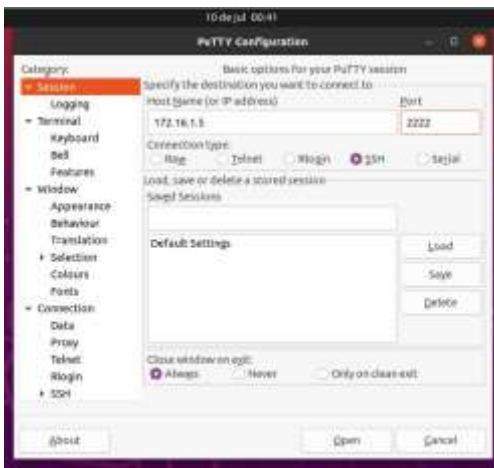 10 de jul 00:41
PuTTY Configuration
Category:
Basic options for your PuTTY session
Session
Logging
Terminal
Keyboard
Bell
Features
Window
Appearance
Behaviour
Translation
Selection
Colours
Fonts
Connection
Data
Proxy
Telnet
Rlogin
SSH
Specify the destination you want to connect to
Host Name (or IP address)
Port
172.16.1.5
2222
Connection type:
Raw Telnet Rlogin SSH Serial
Load, save or delete a stored session
Saved Sessions
Default Settings
Load
Save
Delete
Close window on exit:
Always Never Only on clean exit
About
Open
Cancel